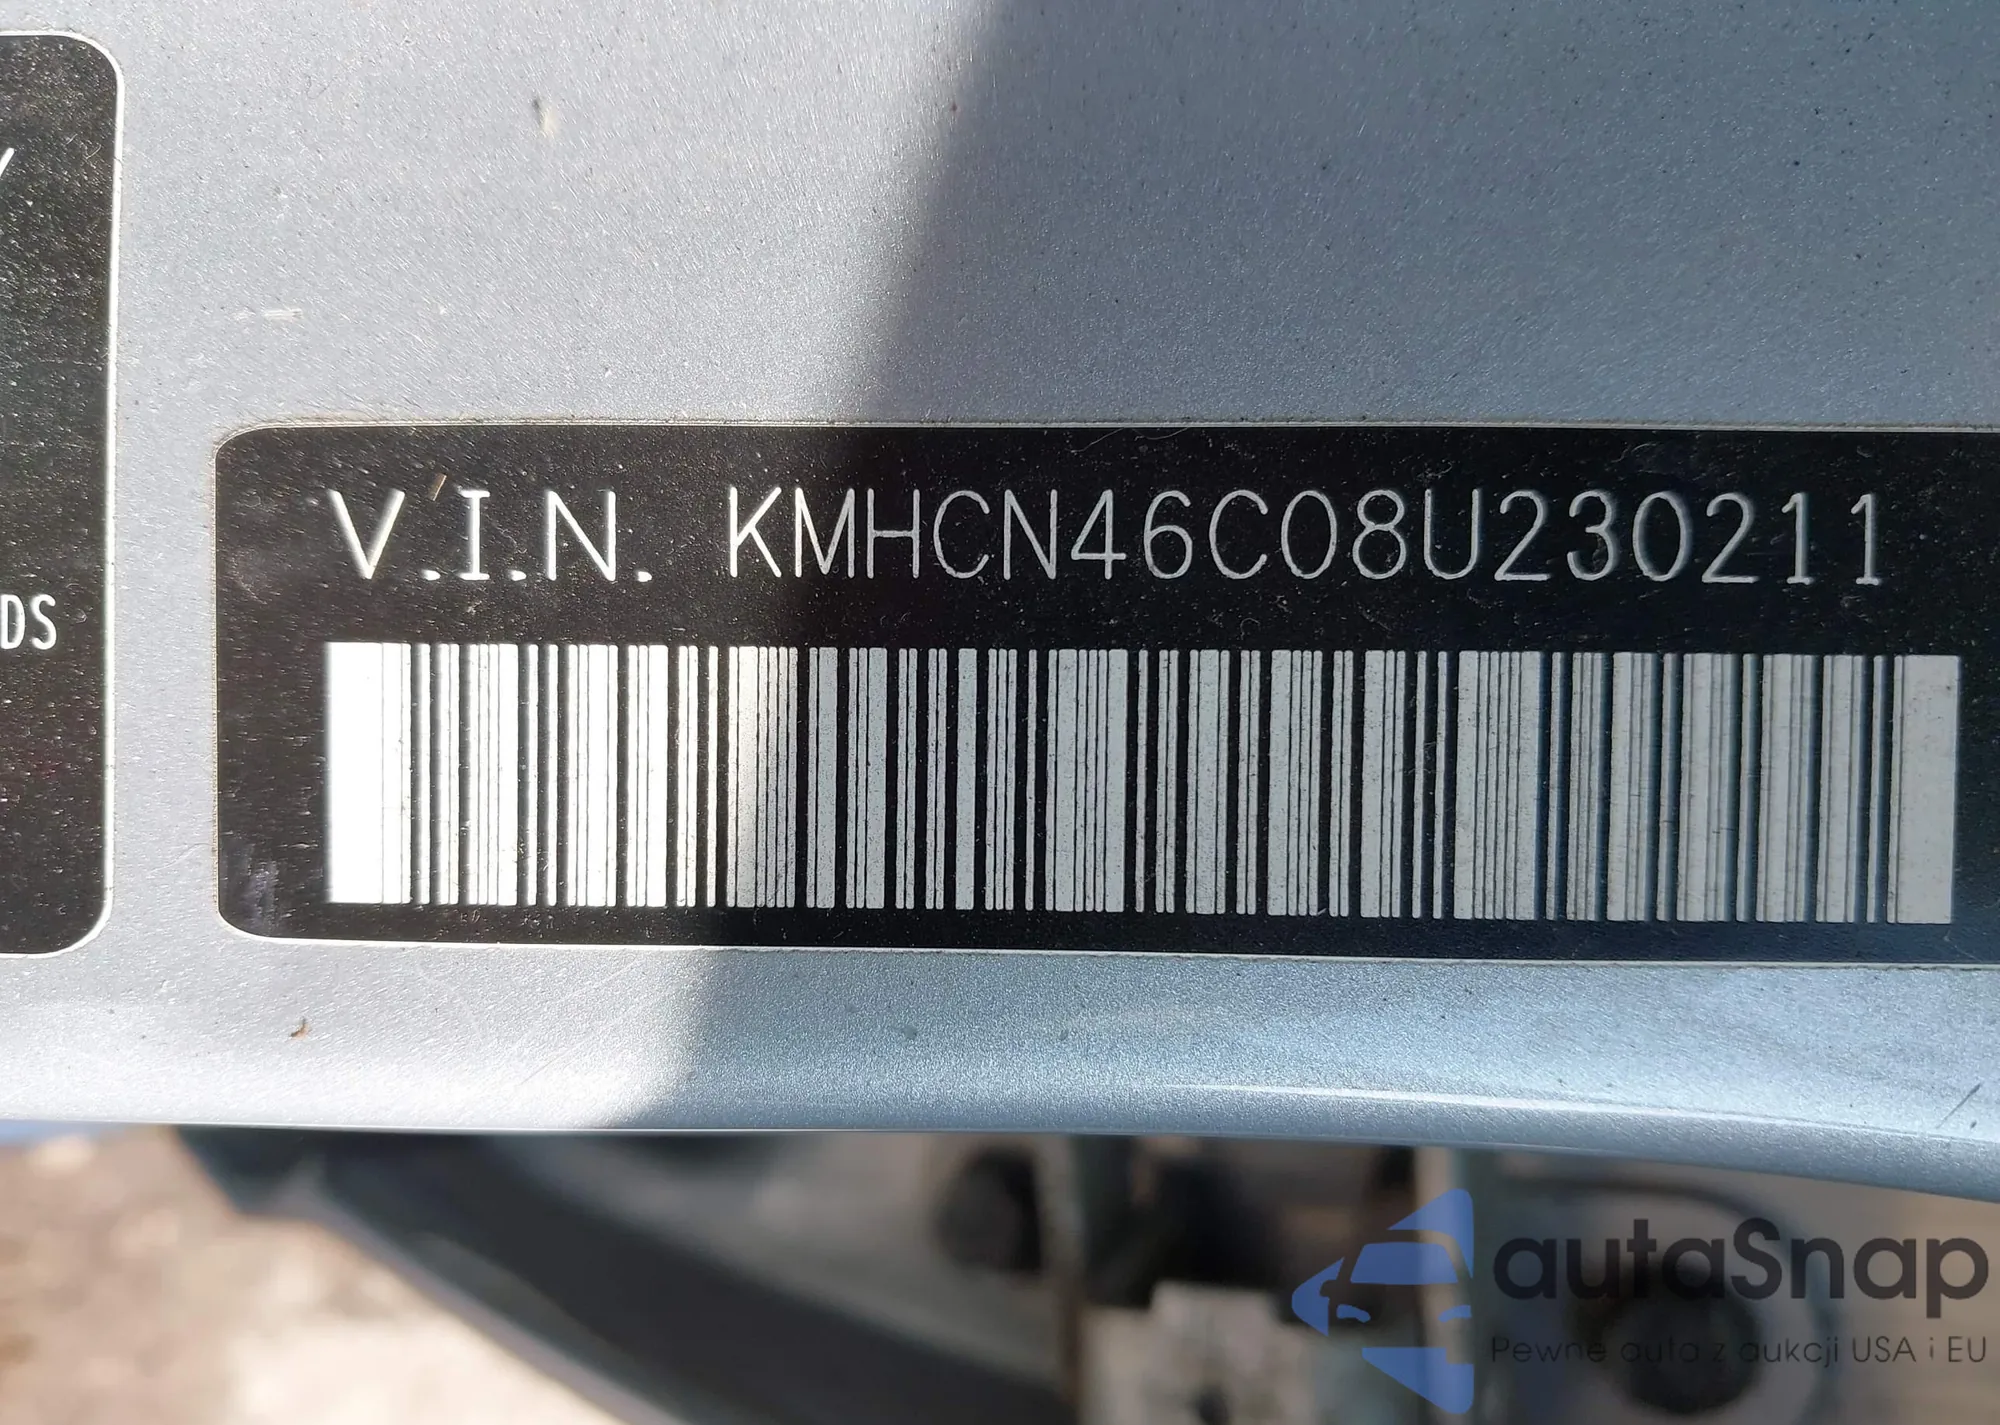 DS
V.I.N. KMHCN46C08U230211
autaSnap
Pewne auta z aukcji USA i EU